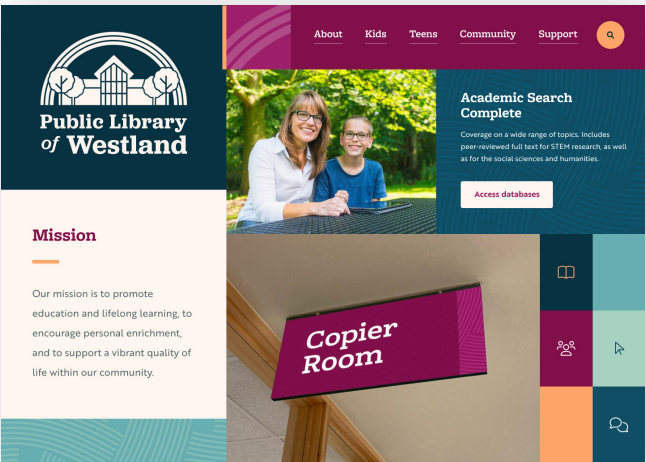 Public Library
of Westland
About Kids Teens Community Support
Academic Search
Complete
Coverage on a wide range of topics. Includes
peer-reviewed full text for STEM research, as well
as for the social sciences and humanities.
Access databases
Mission
Our mission is to promote
education and lifelong learning, to
encourage personal enrichment,
and to support a vibrant quality of
life within our community.
Copier
Room